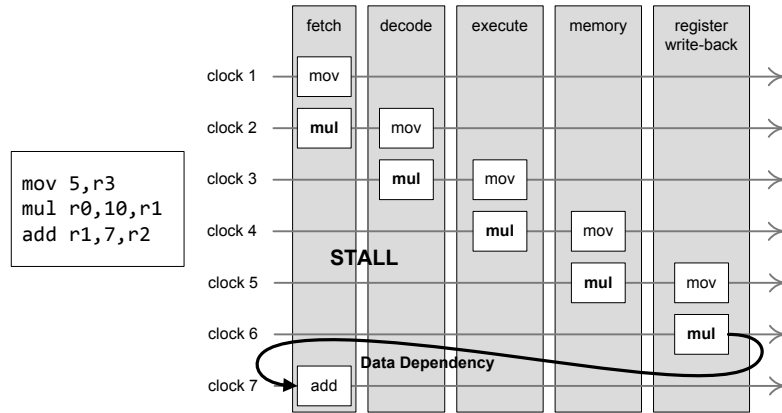 fetch decode execute memory register
write-back
clock 1 mov
clock 2 mul mov
clock 3 mul mov
mov 5,r3
mul r0,10,r1
add r1,7,r2
clock 4 mul mov
STALL
clock 5 mul mov
clock 6 mul
Data Dependency
clock 7 add